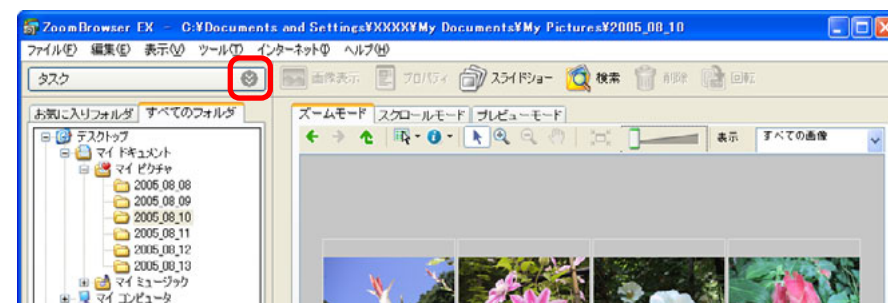 ZoomBrowser EX - C:¥Documents and Settings¥XXXX¥My Documents¥My Pictures¥2005_08_10
ファイル(F) 編集(E) 表示(V) ツール(T) インターネット(I) ヘルプ(H)
タスク 画像表示 プロパティ スライドショー 検索 削除 回転
お気に入りフォルダ すべてのフォルダ ズームモード スクロールモード プレビューモード
表示 すべての画像
デスクトップ
マイ ドキュメント
マイ ピクチャ
2005_08_08
2005_08_09
2005_08_10
2005_08_11
2005_08_12
2005_08_13
マイ ミュージック
マイ コンピュータ